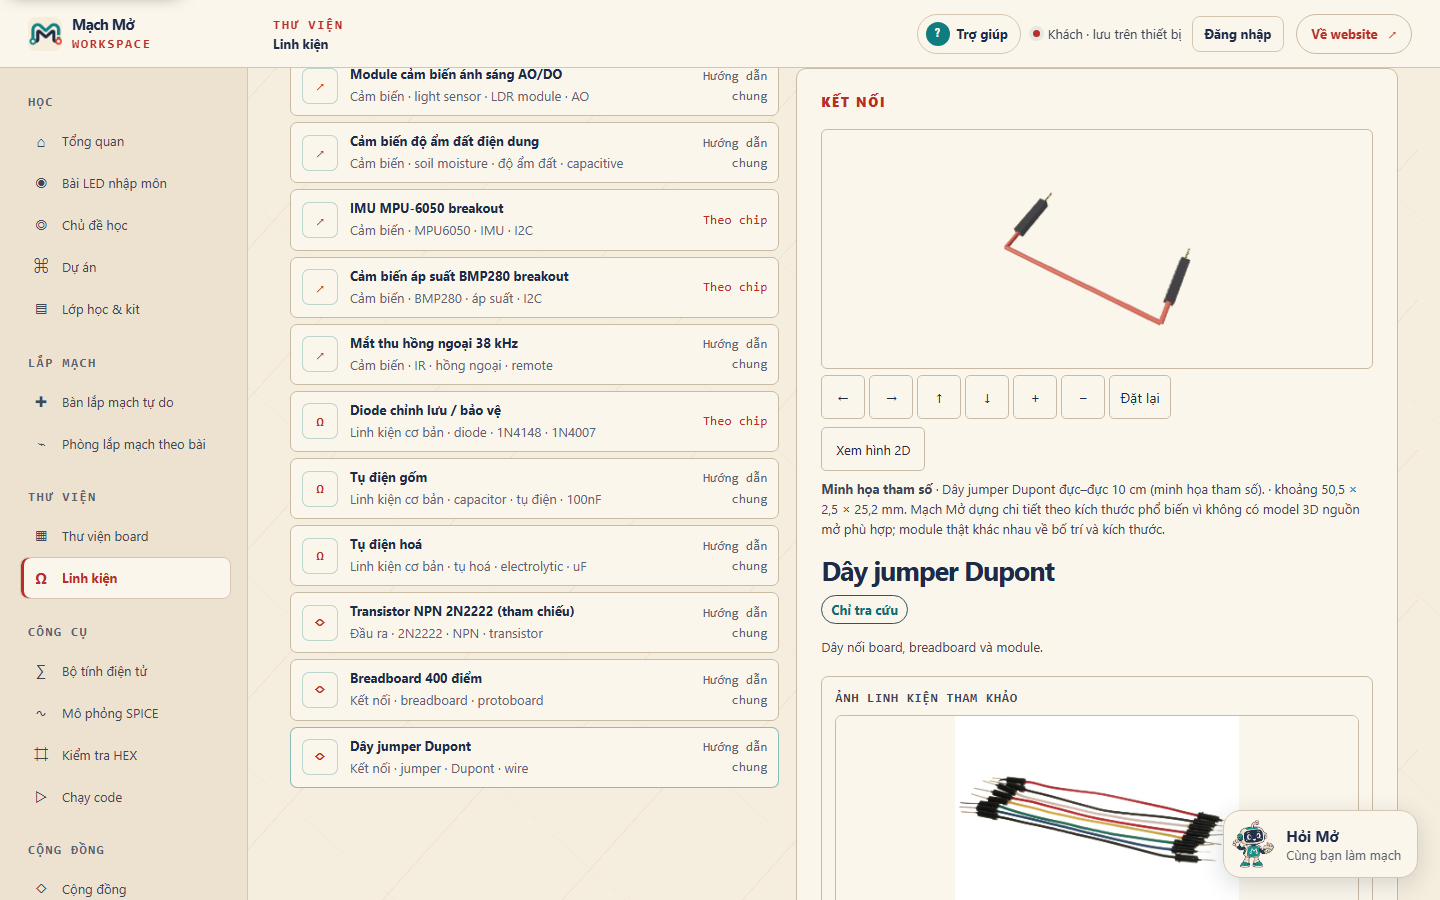 Mạch Mở
WORKSPACE
THƯ VIỆN
Linh kiện
? Trợ giúp
Khách · lưu trên thiết bị
Đăng nhập
Về website ↗
HỌC
Tổng quan
Bài LED nhập môn
Chủ đề học
Dự án
Lớp học & kit
LẮP MẠCH
Bàn lắp mạch tự do
Phòng lắp mạch theo bài
THƯ VIỆN
Thư viện board
Linh kiện
CÔNG CỤ
Bộ tính điện tử
Mô phỏng SPICE
Kiểm tra HEX
Chạy code
CỘNG ĐỒNG
Cộng đồng
Module cảm biến ánh sáng AO/DO
Cảm biến · light sensor · LDR module · AO
Hướng dẫn
chung
Cảm biến độ ẩm đất điện dung
Cảm biến · soil moisture · độ ẩm đất · capacitive
Hướng dẫn
chung
IMU MPU-6050 breakout
Cảm biến · MPU6050 · IMU · I2C
Theo chip
Cảm biến áp suất BMP280 breakout
Cảm biến · BMP280 · áp suất · I2C
Theo chip
Mắt thu hồng ngoại 38 kHz
Cảm biến · IR · hồng ngoại · remote
Hướng dẫn
chung
Diode chỉnh lưu / bảo vệ
Linh kiện cơ bản · diode · 1N4148 · 1N4007
Theo chip
Tụ điện gốm
Linh kiện cơ bản · capacitor · tụ điện · 100nF
Hướng dẫn
chung
Tụ điện hoá
Linh kiện cơ bản · tụ hoá · electrolytic · uF
Hướng dẫn
chung
Transistor NPN 2N2222 (tham chiếu)
Đầu ra · 2N2222 · NPN · transistor
Hướng dẫn
chung
Breadboard 400 điểm
Kết nối · breadboard · protoboard
Hướng dẫn
chung
Dây jumper Dupont
Kết nối · jumper · Dupont · wire
Hướng dẫn
chung
KẾT NỐI
← → ↑ ↓ + − Đặt lại
Xem hình 2D
Minh họa tham số · Dây jumper Dupont đực–đực 10 cm (minh họa tham số). · khoảng 50,5 ×
2,5 × 25,2 mm. Mạch Mở dựng chi tiết theo kích thước phổ biến vì không có model 3D nguồn
mở phù hợp; module thật khác nhau về bố trí và kích thước.
Dây jumper Dupont
Chỉ tra cứu
Dây nối board, breadboard và module.
ẢNH LINH KIỆN THAM KHẢO
Hỏi Mở
Cùng bạn làm mạch